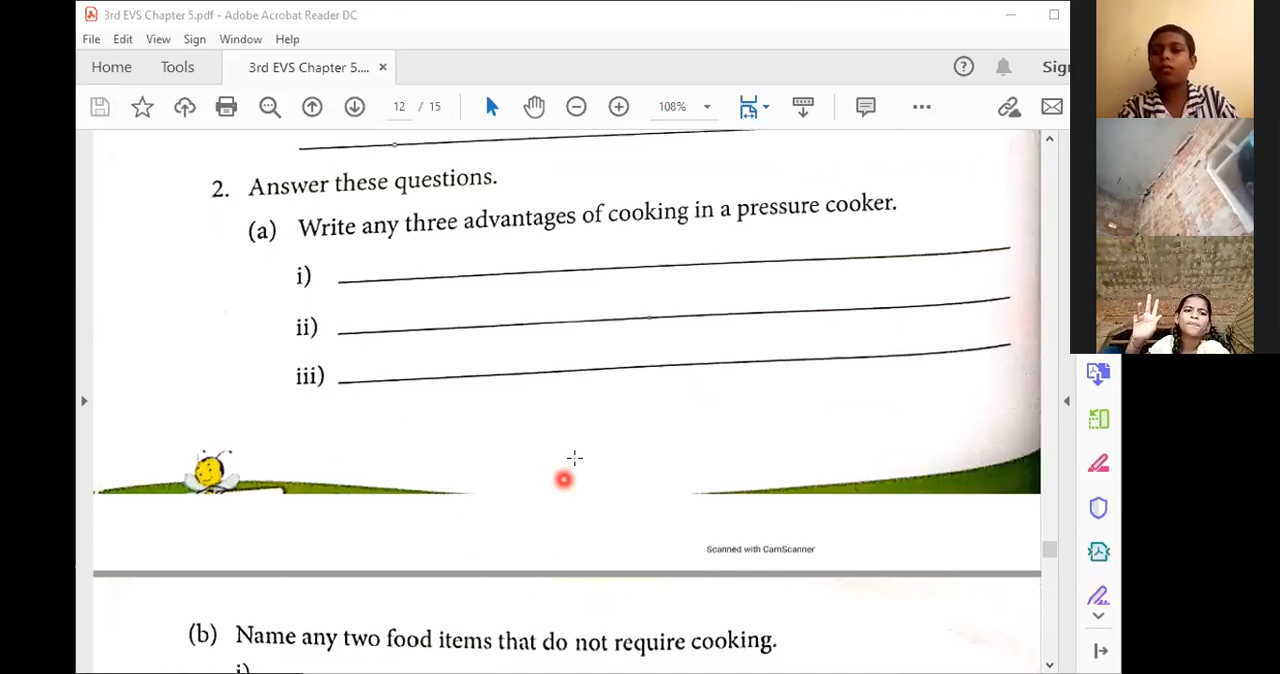 3rd EVS Chapter 5.pdf - Adobe Acrobat Reader DC
File Edit View Sign Window Help
Home Tools 3rd EVS Chapter 5.... × Sign
12 / 15 108%
2. Answer these questions.
(a) Write any three advantages of cooking in a pressure cooker.
i)
ii)
iii)
Scanned with CamScanner
(b) Name any two food items that do not require cooking.
i)